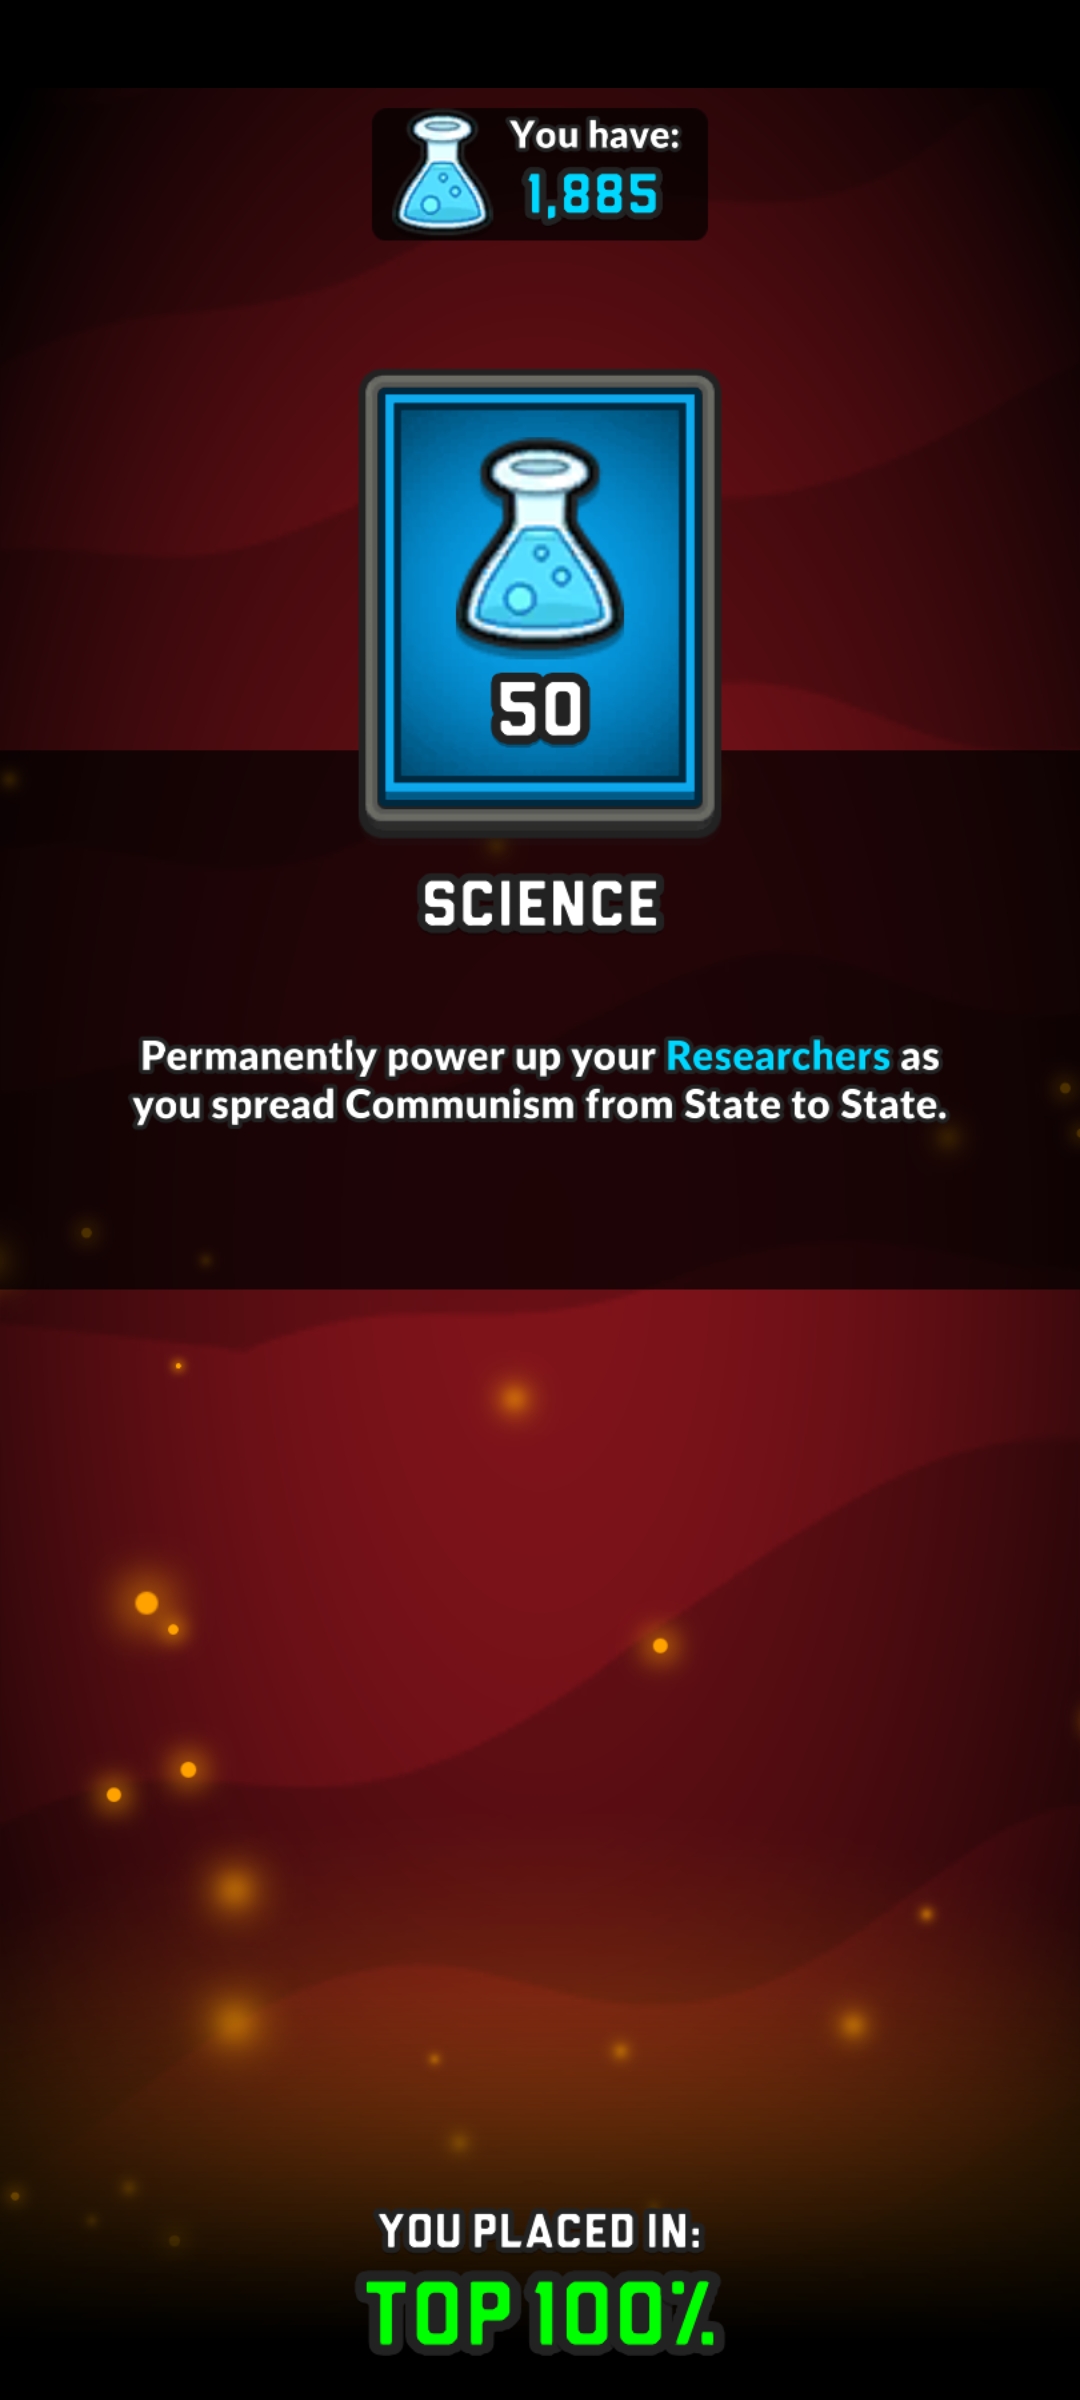 You have:
1,885
50
SCIENCE
Permanently power up your Researchers as
you spread Communism from State to State.
YOU PLACED IN:
TOP 100%